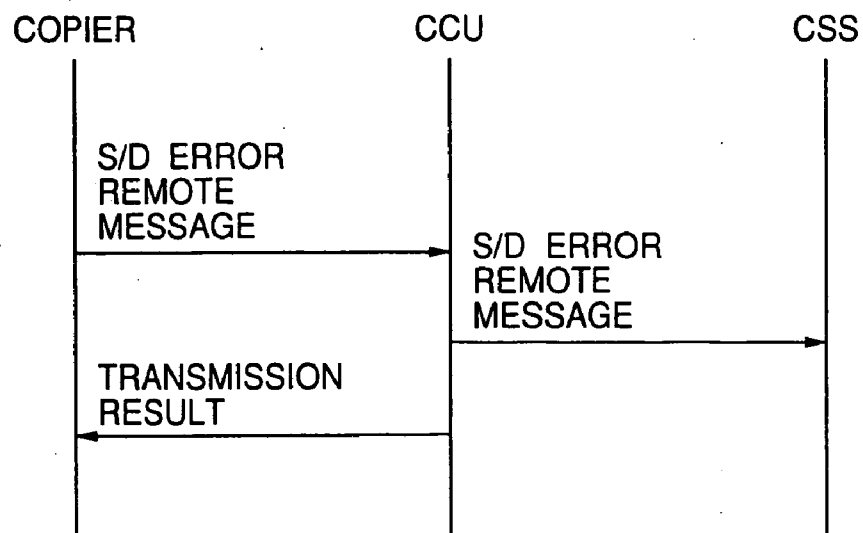 COPIER CCU CSS
S/D ERROR
REMOTE
MESSAGE
S/D ERROR
REMOTE
MESSAGE
TRANSMISSION
RESULT